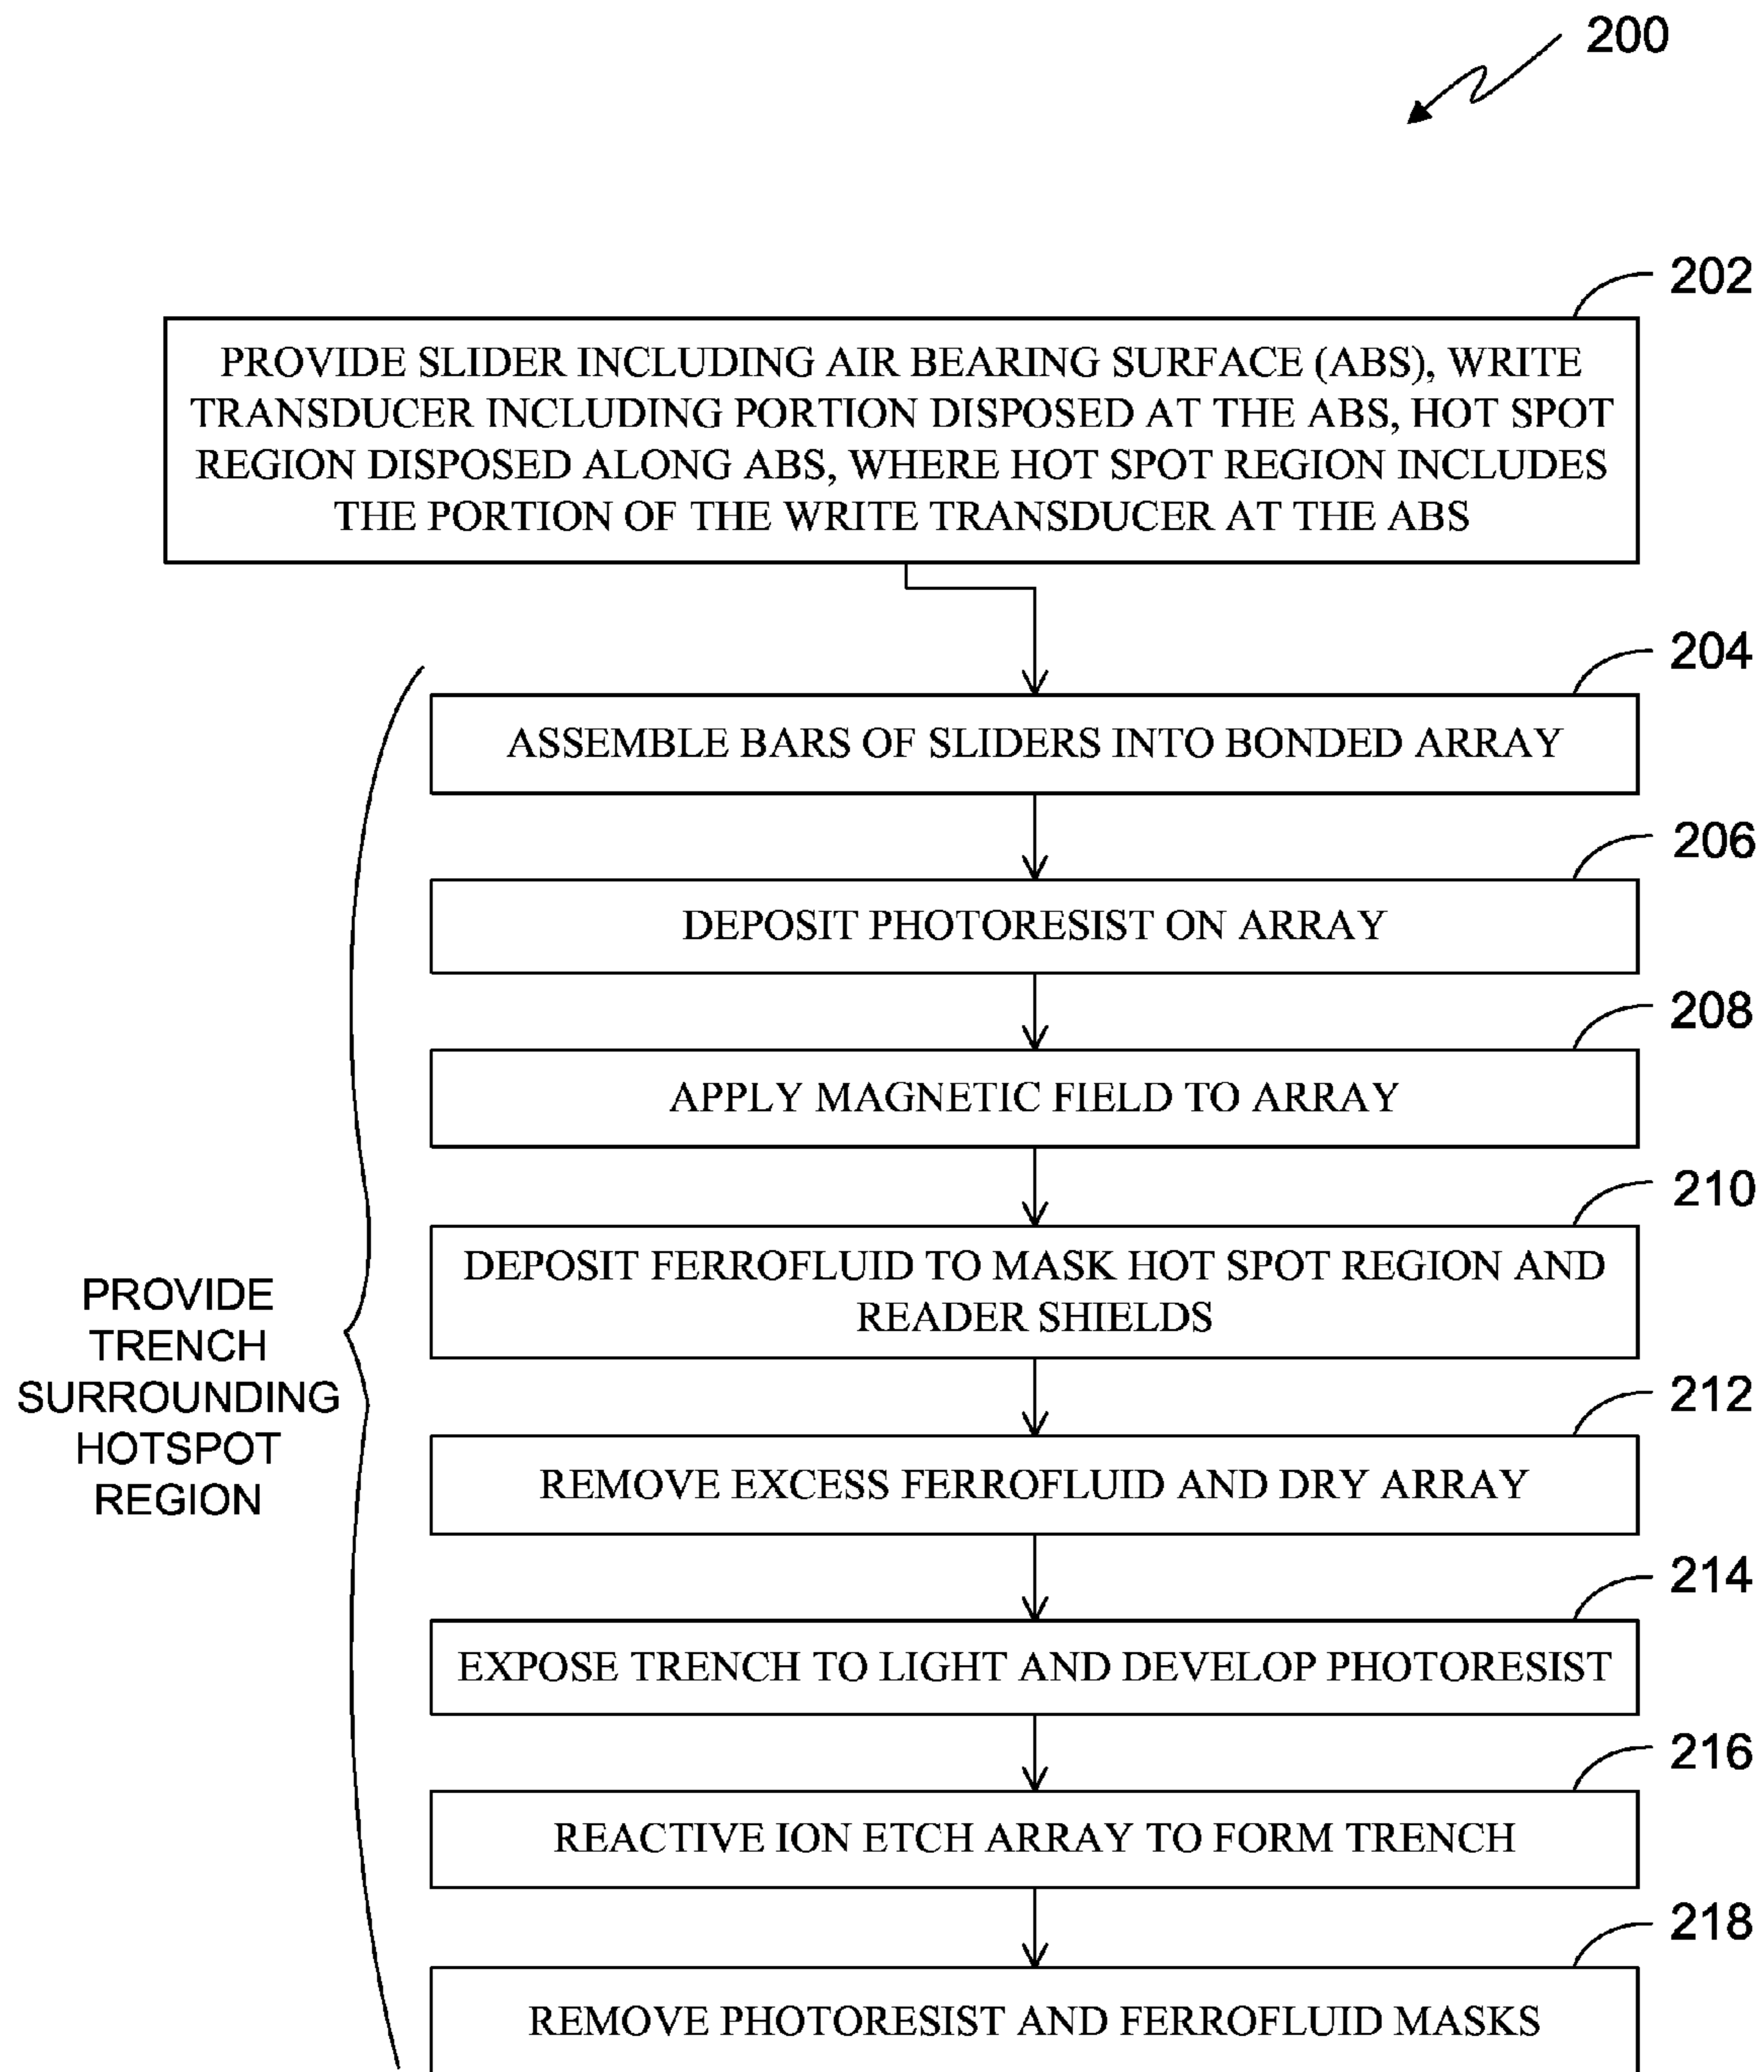 200
202
PROVIDE SLIDER INCLUDING AIR BEARING SURFACE (ABS), WRITE
TRANSDUCER INCLUDING PORTION DISPOSED AT THE ABS, HOT SPOT
REGION DISPOSED ALONG ABS, WHERE HOT SPOT REGION INCLUDES
THE PORTION OF THE WRITE TRANSDUCER AT THE ABS
204
ASSEMBLE BARS OF SLIDERS INTO BONDED ARRAY
206
DEPOSIT PHOTORESIST ON ARRAY
208
APPLY MAGNETIC FIELD TO ARRAY
210
DEPOSIT FERROFLUID TO MASK HOT SPOT REGION AND
READER SHIELDS
PROVIDE
TRENCH
SURROUNDING
HOTSPOT
REGION
212
REMOVE EXCESS FERROFLUID AND DRY ARRAY
214
EXPOSE TRENCH TO LIGHT AND DEVELOP PHOTORESIST
216
REACTIVE ION ETCH ARRAY TO FORM TRENCH
218
REMOVE PHOTORESIST AND FERROFLUID MASKS